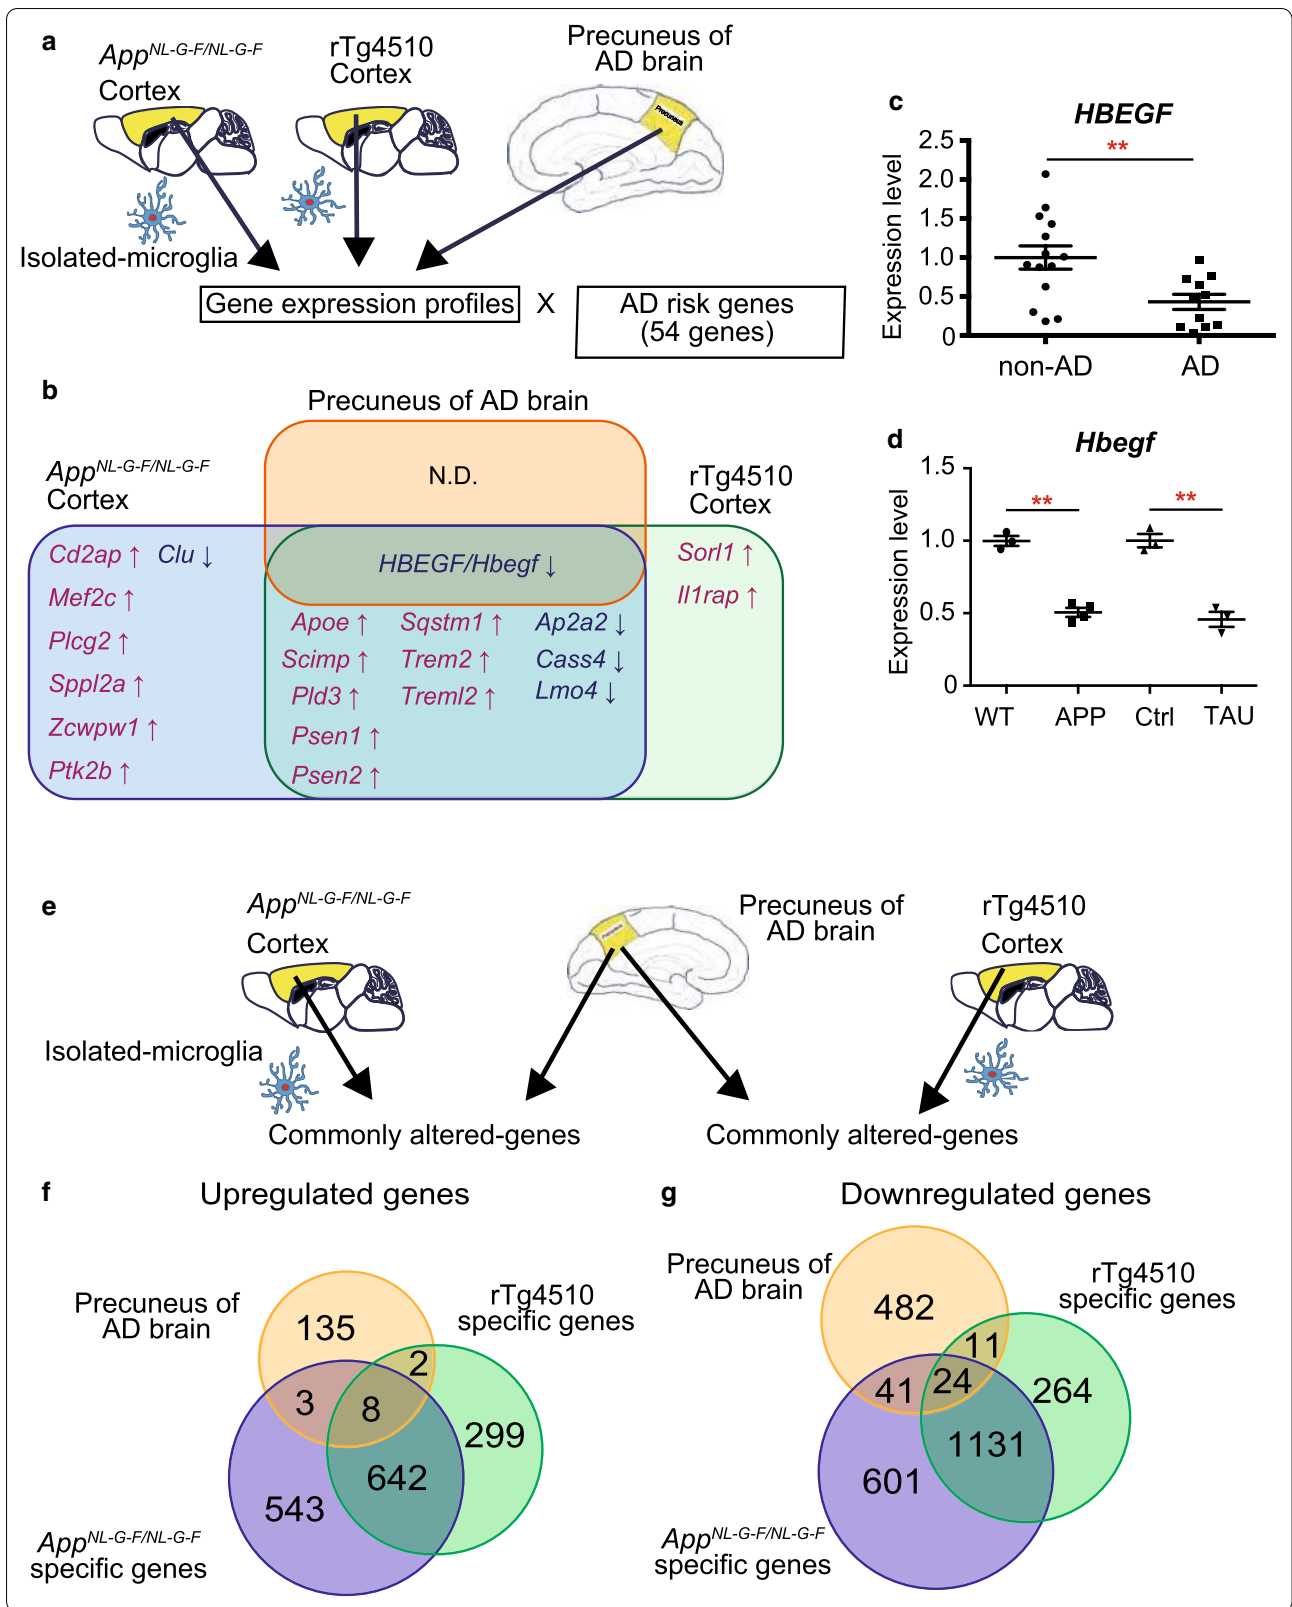 a
App^NL-G-F/NL-G-F
Cortex
rTg4510
Cortex
Precuneus of
AD brain
Precuneus
Isolated-microglia
Gene expression profiles X AD risk genes
(54 genes)
b
Precuneus of AD brain
App^NL-G-F/NL-G-F
Cortex
rTg4510
Cortex
N.D.
Cd2ap ↑ Clu ↓
Mef2c ↑
Plcg2 ↑
Sppl2a ↑
Zcwpw1 ↑
Ptk2b ↑
HBEGF/Hbegf ↓
Apoe ↑ Sqstm1 ↑ Ap2a2 ↓
Scimp ↑ Trem2 ↑ Cass4 ↓
Pld3 ↑ Treml2 ↑ Lmo4 ↓
Psen1 ↑
Psen2 ↑
Sorl1 ↑
Il1rap ↑
c
HBEGF
**
Expression level
2.5
2.0
1.5
1.0
0.5
0
non-AD AD
d
Hbegf
** **
Expression level
1.5
1.0
0.5
0
WT APP Ctrl TAU
e
App^NL-G-F/NL-G-F
Cortex
Precuneus of
AD brain
rTg4510
Cortex
Isolated-microglia
Commonly altered-genes
Commonly altered-genes
f
Upregulated genes
Precuneus of
AD brain
rTg4510
specific genes
135
2
3
8
299
642
543
App^NL-G-F/NL-G-F
specific genes
g
Downregulated genes
Precuneus of
AD brain
rTg4510
specific genes
482
11
41
24
264
1131
601
App^NL-G-F/NL-G-F
specific genes